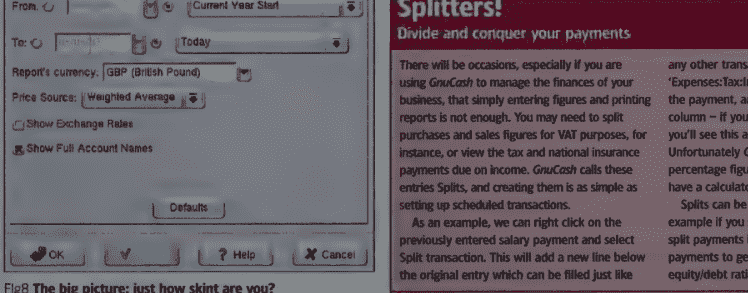 From:
Current Year Start
To:
Today
Report's currency: GBP (British Pound)
Price Source: Weighted Average
Show Exchange Rates
Show Full Account Names
Defaults
OK
? Help
X Cancel
Fig8 The big picture: just how skint are you?
Splitters!
Divide and conquer your payments
There will be occasions, especially if you are
using GnuCash to manage the finances of your
business, that simply entering figures and printing
reports is not enough. You may need to split
purchases and sales figures for VAT purposes, for
instance, or view the tax and national insurance
payments due on income. GnuCash calls these
entries Splits, and creating them is as simple as
setting up scheduled transactions.
As an example, we can right click on the
previously entered salary payment and select
Split transaction. This will add a new line below
the original entry which can be filled just like
any other trans
'Expenses:Tax:I
the payment, a
column – if you
you'll see this a
Unfortunately G
percentage figu
have a calculato
Splits can be
example if you
split payments
payments to ge
equity/debt rati